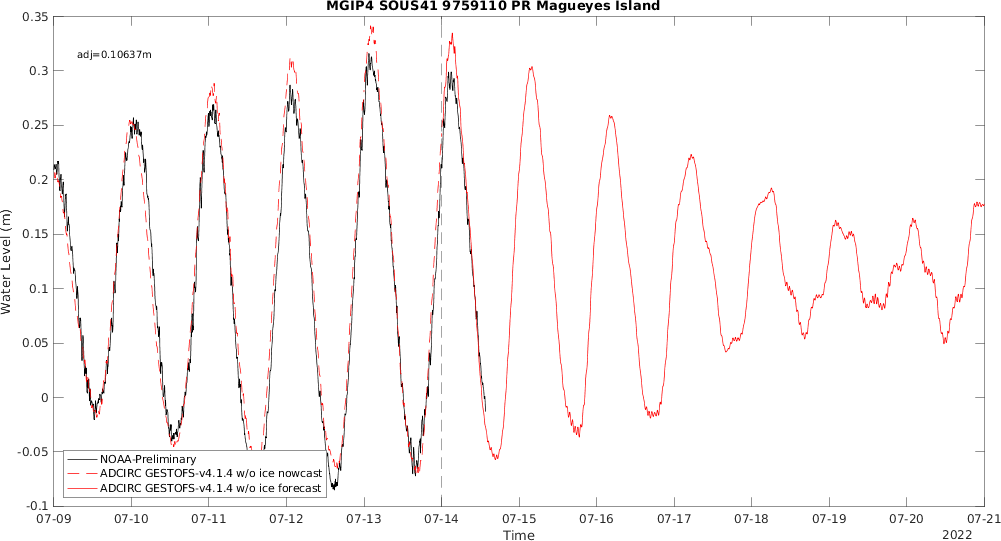 MGIP4 SOUS41 9759110 PR Magueyes Island
adj=0.10637m
Water Level (m)
0.35
0.3
0.25
0.2
0.15
0.1
0.05
0
-0.05
-0.1
NOAA-Preliminary
ADCIRC GESTOFS-v4.1.4 w/o ice nowcast
ADCIRC GESTOFS-v4.1.4 w/o ice forecast
07-09 07-10 07-11 07-12 07-13 07-14 07-15 07-16 07-17 07-18 07-19 07-20 07-21
Time
2022